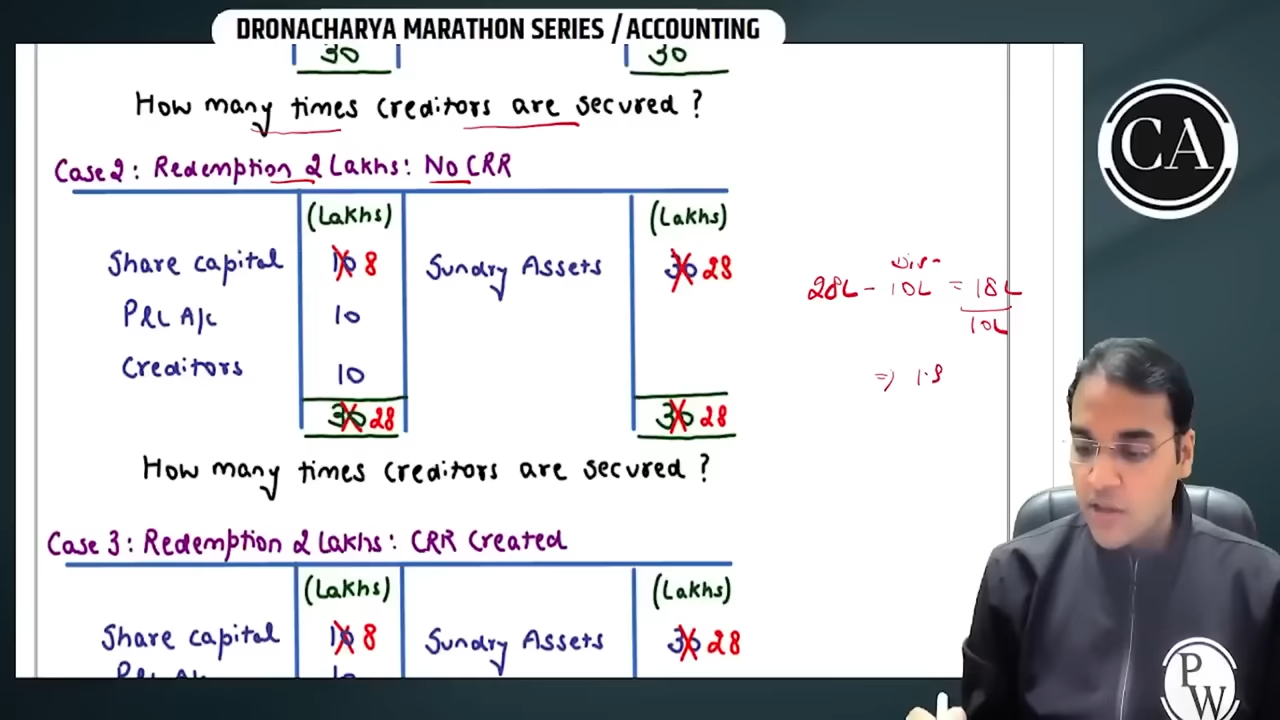 DRONACHARYA MARATHON SERIES / ACCOUNTING
30 30
How many times creditors are secured ?
CA
Case 2 : Redemption 2 Lakhs : No CRR
(Lakhs) (Lakhs)
Share capital 10 8 Sundry Assets 30 28
28L - 10L = 18L
P&L A/c 10
10L
Creditors 10
⇒ 1.8
30 28 30 28
How many times creditors are secured ?
Case 3 : Redemption 2 Lakhs : CRR Created
(Lakhs) (Lakhs)
Share capital 10 8 Sundry Assets 30 28
P&L A/c 10
PW